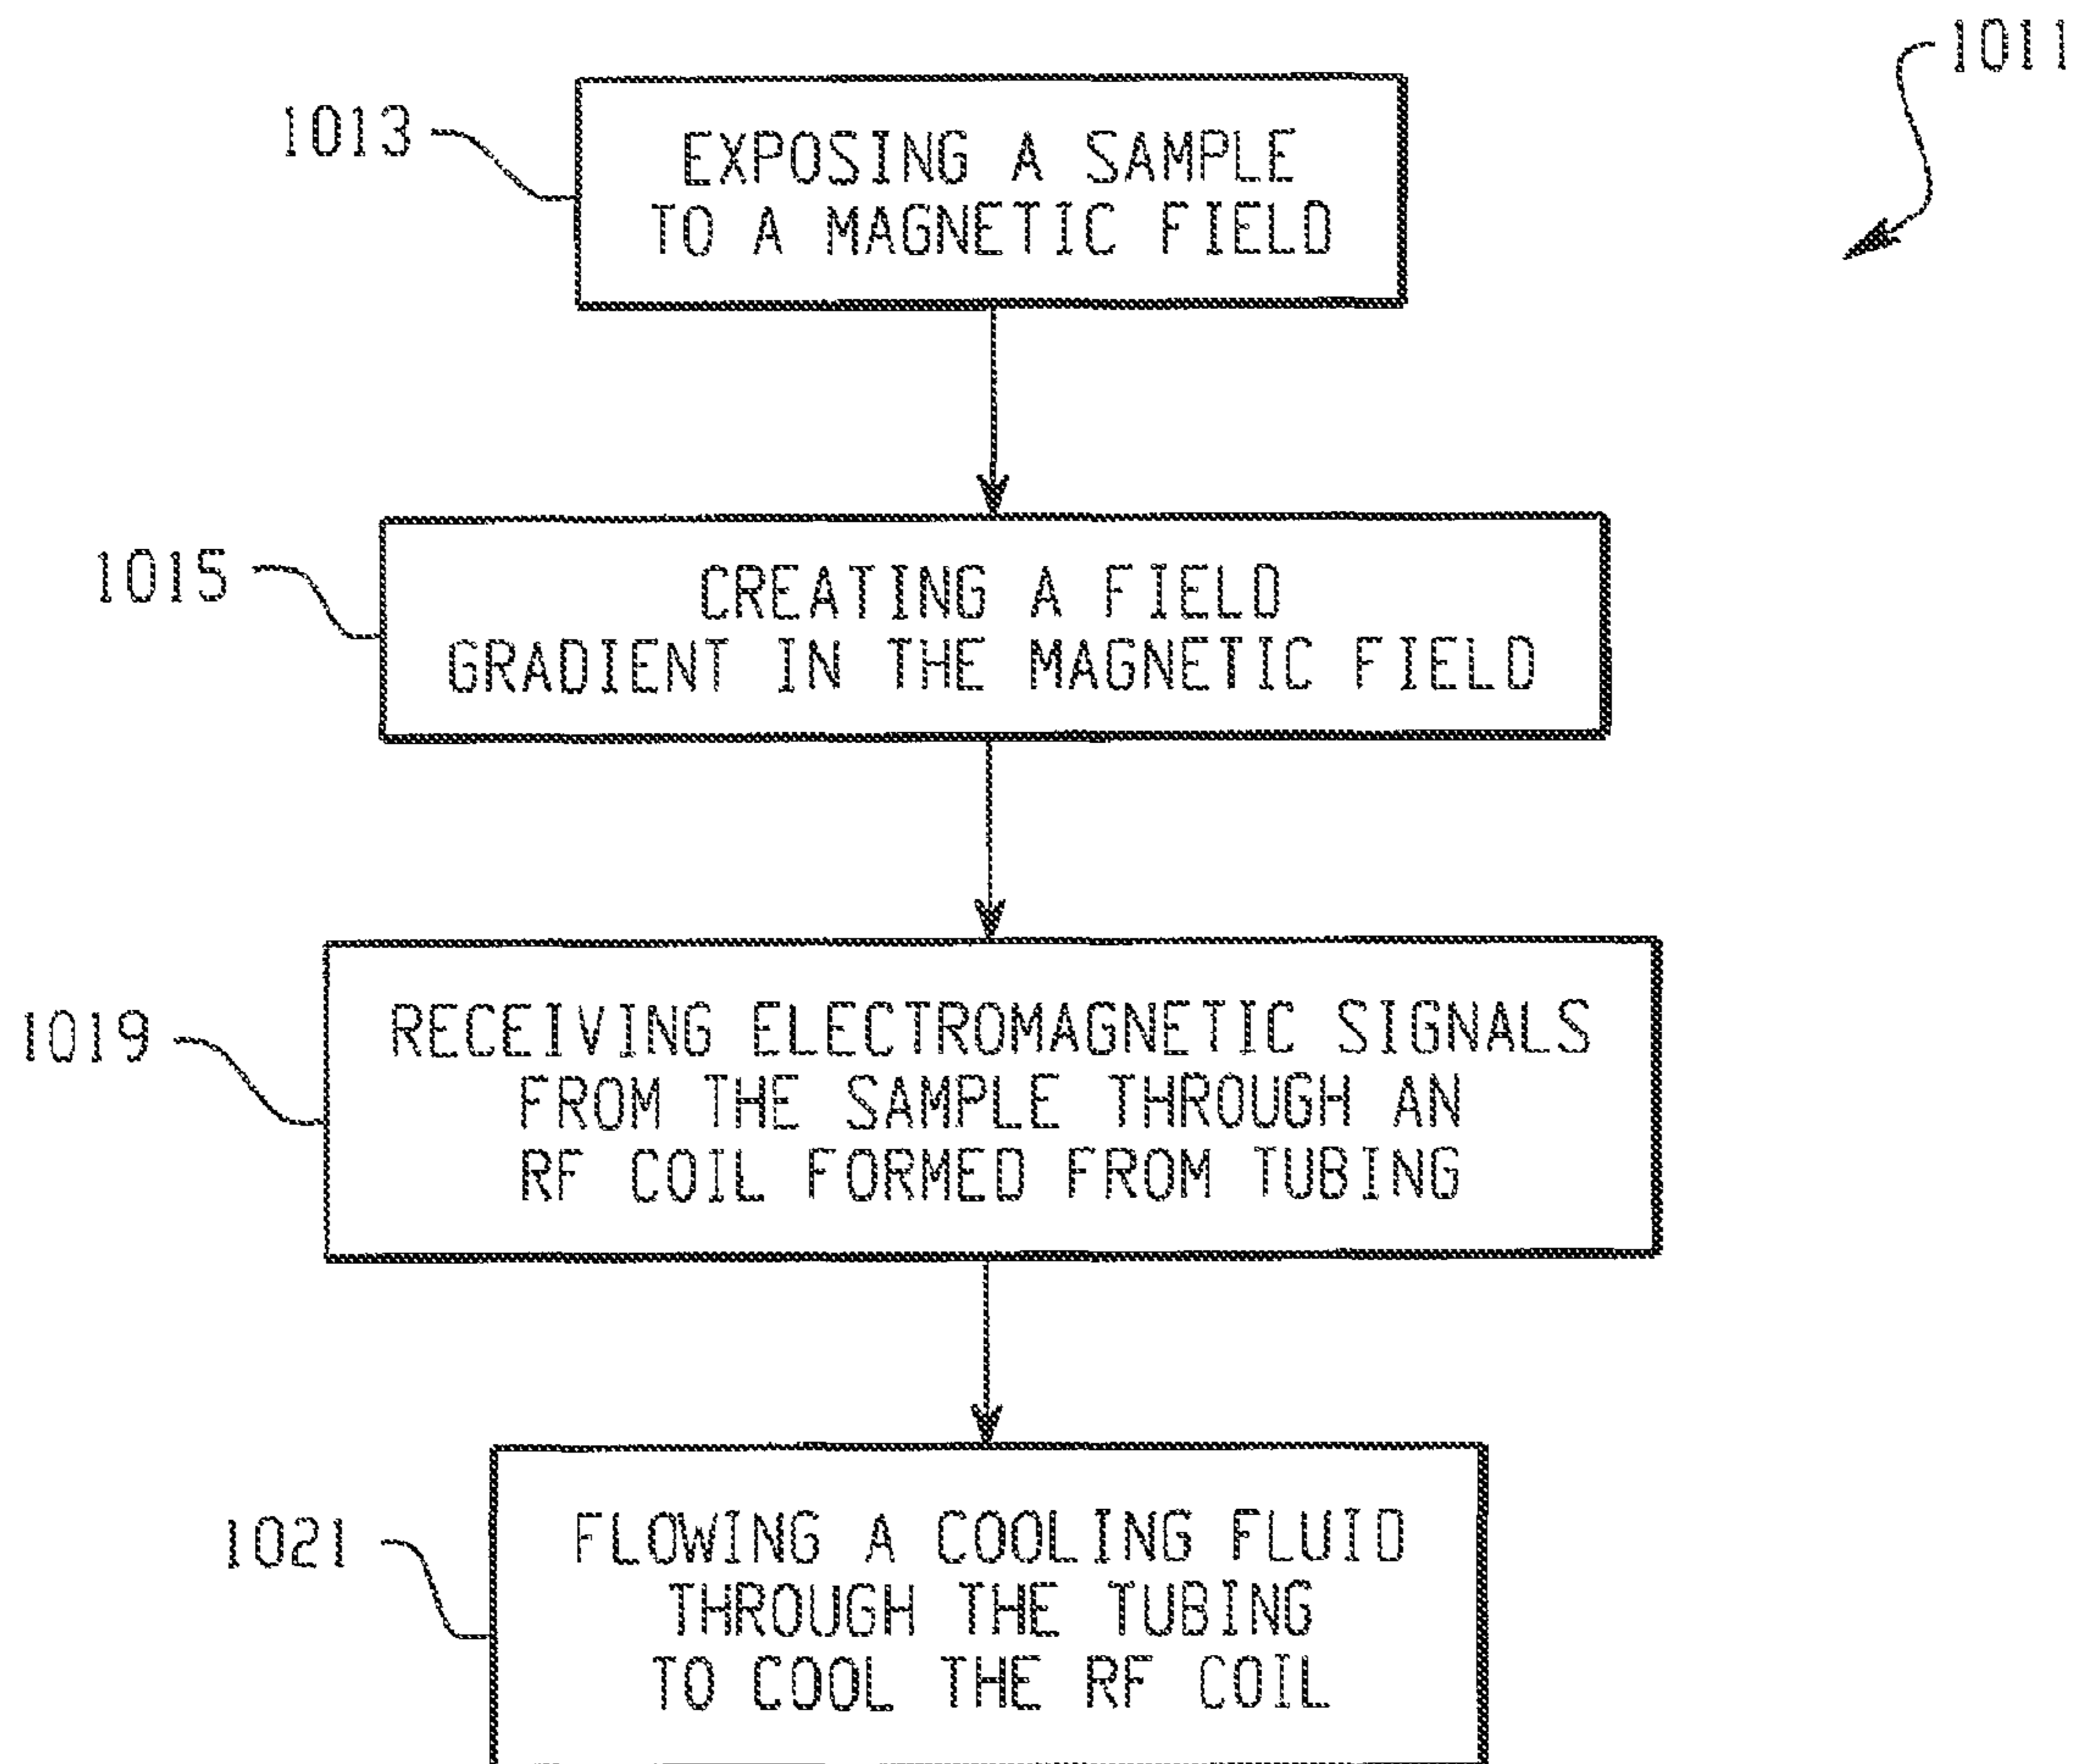 1011
1013
EXPOSING A SAMPLE
TO A MAGNETIC FIELD
1015
CREATING A FIELD
GRADIENT IN THE MAGNETIC FIELD
1019
RECEIVING ELECTROMAGNETIC SIGNALS
FROM THE SAMPLE THROUGH AN
RF COIL FORMED FROM TUBING
1021
FLOWING A COOLING FLUID
THROUGH THE TUBING
TO COOL THE RF COIL